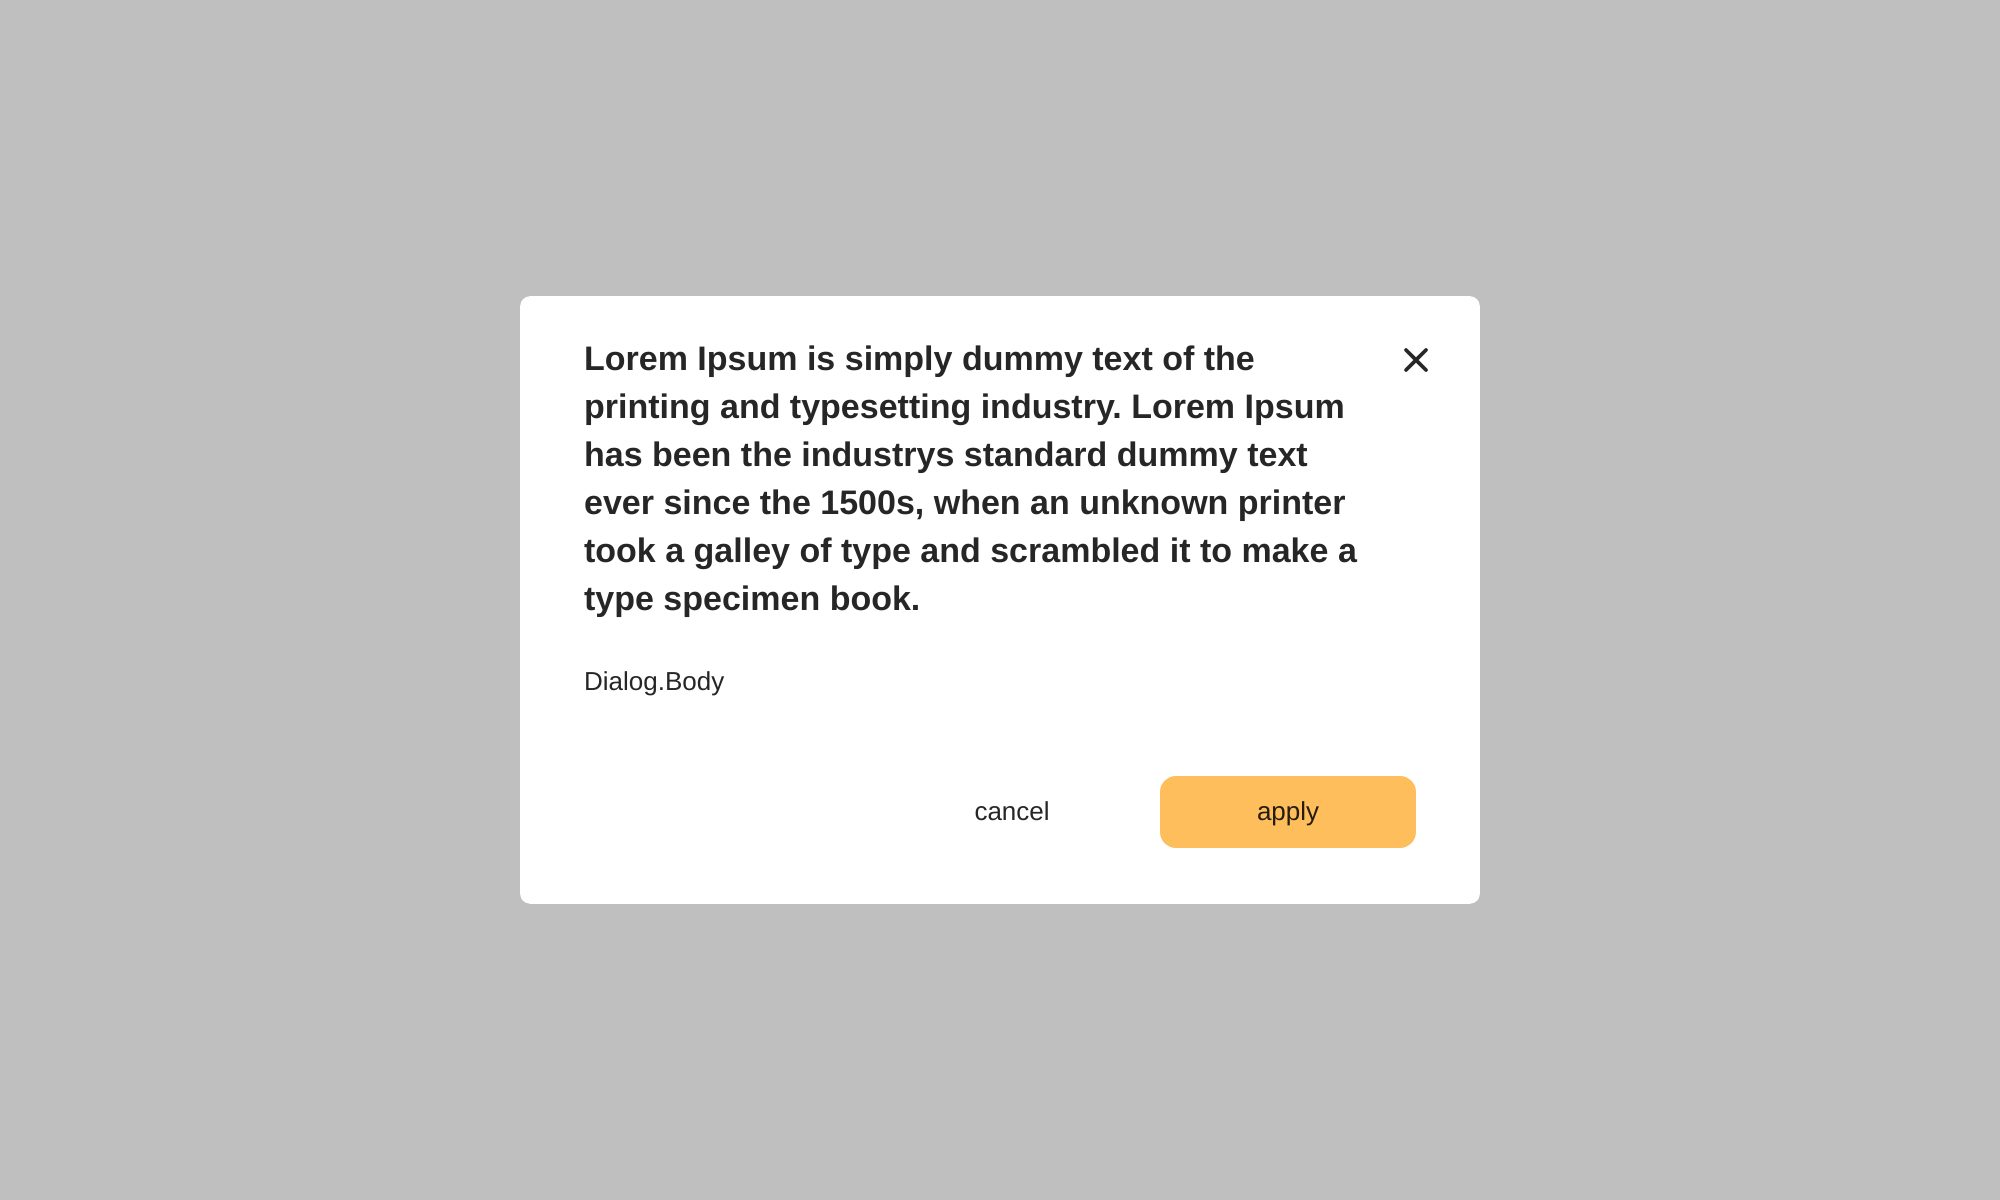 Lorem Ipsum is simply dummy text of the
printing and typesetting industry. Lorem Ipsum
has been the industrys standard dummy text
ever since the 1500s, when an unknown printer
took a galley of type and scrambled it to make a
type specimen book.
Dialog.Body
cancel
apply